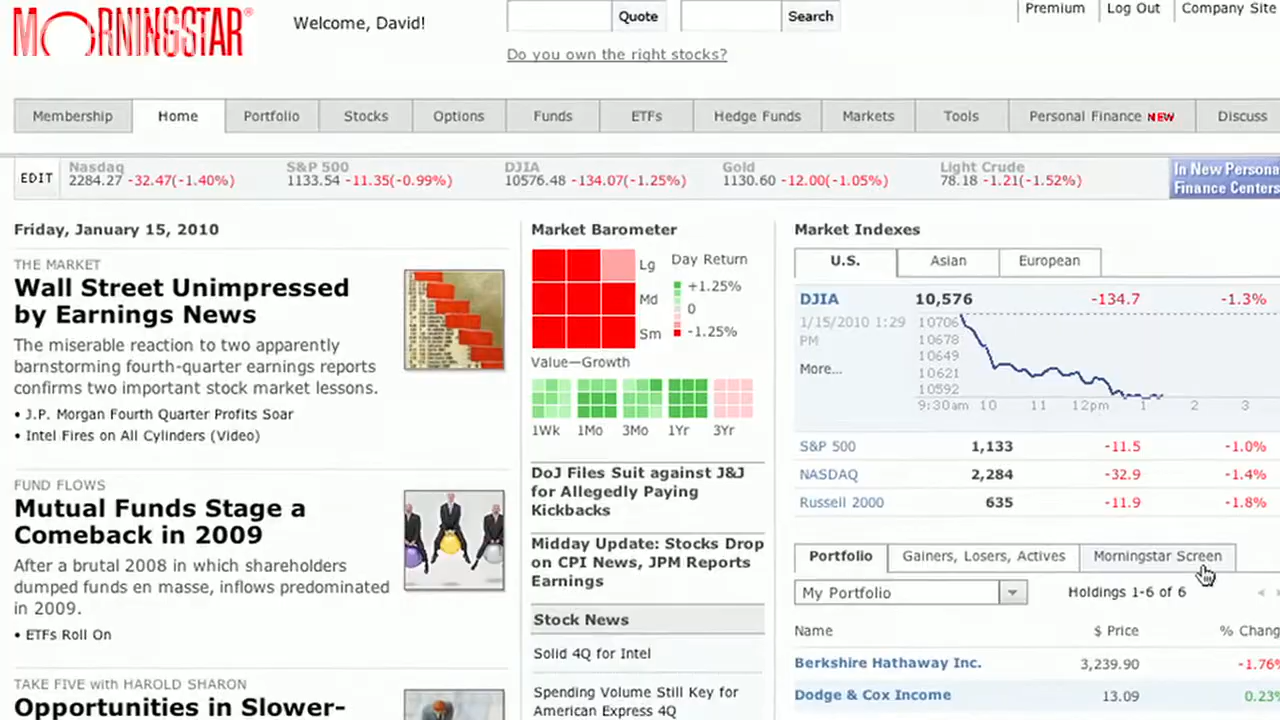 MORNINGSTAR®
Welcome, David!
Quote
Search
Premium
Log Out
Company Site
Do you own the right stocks?
Membership
Home
Portfolio
Stocks
Options
Funds
ETFs
Hedge Funds
Markets
Tools
Personal Finance NEW
Discuss
EDIT
Nasdaq
2284.27 -32.47(-1.40%)
S&P 500
1133.54 -11.35(-0.99%)
DJIA
10576.48 -134.07(-1.25%)
Gold
1130.60 -12.00(-1.05%)
Light Crude
78.18 -1.21(-1.52%)
In New Persona
Finance Centers
Friday, January 15, 2010
THE MARKET
Wall Street Unimpressed
by Earnings News
The miserable reaction to two apparently
barnstorming fourth-quarter earnings reports
confirms two important stock market lessons.
• J.P. Morgan Fourth Quarter Profits Soar
• Intel Fires on All Cylinders (Video)
FUND FLOWS
Mutual Funds Stage a
Comeback in 2009
After a brutal 2008 in which shareholders
dumped funds en masse, inflows predominated
in 2009.
• ETFs Roll On
TAKE FIVE with HAROLD SHARON
Opportunities in Slower-
Market Barometer
Lg
Md
Sm
Day Return
+1.25%
0
-1.25%
Value—Growth
1Wk
1Mo
3Mo
1Yr
3Yr
DoJ Files Suit against J&J
for Allegedly Paying
Kickbacks
Midday Update: Stocks Drop
on CPI News, JPM Reports
Earnings
Stock News
Solid 4Q for Intel
Spending Volume Still Key for
American Express 4Q
Market Indexes
U.S.
Asian
European
DJIA
10,576
-134.7
-1.3%
1/15/2010 1:29
PM
More...
10706
10678
10649
10621
10592
9:30am 10 11 12pm 1 2 3
S&P 500 1,133 -11.5 -1.0%
NASDAQ 2,284 -32.9 -1.4%
Russell 2000 635 -11.9 -1.8%
Portfolio
Gainers, Losers, Actives
Morningstar Screen
My Portfolio
Holdings 1-6 of 6
Name $ Price % Chang
Berkshire Hathaway Inc. 3,239.90 -1.76%
Dodge & Cox Income 13.09 0.23%